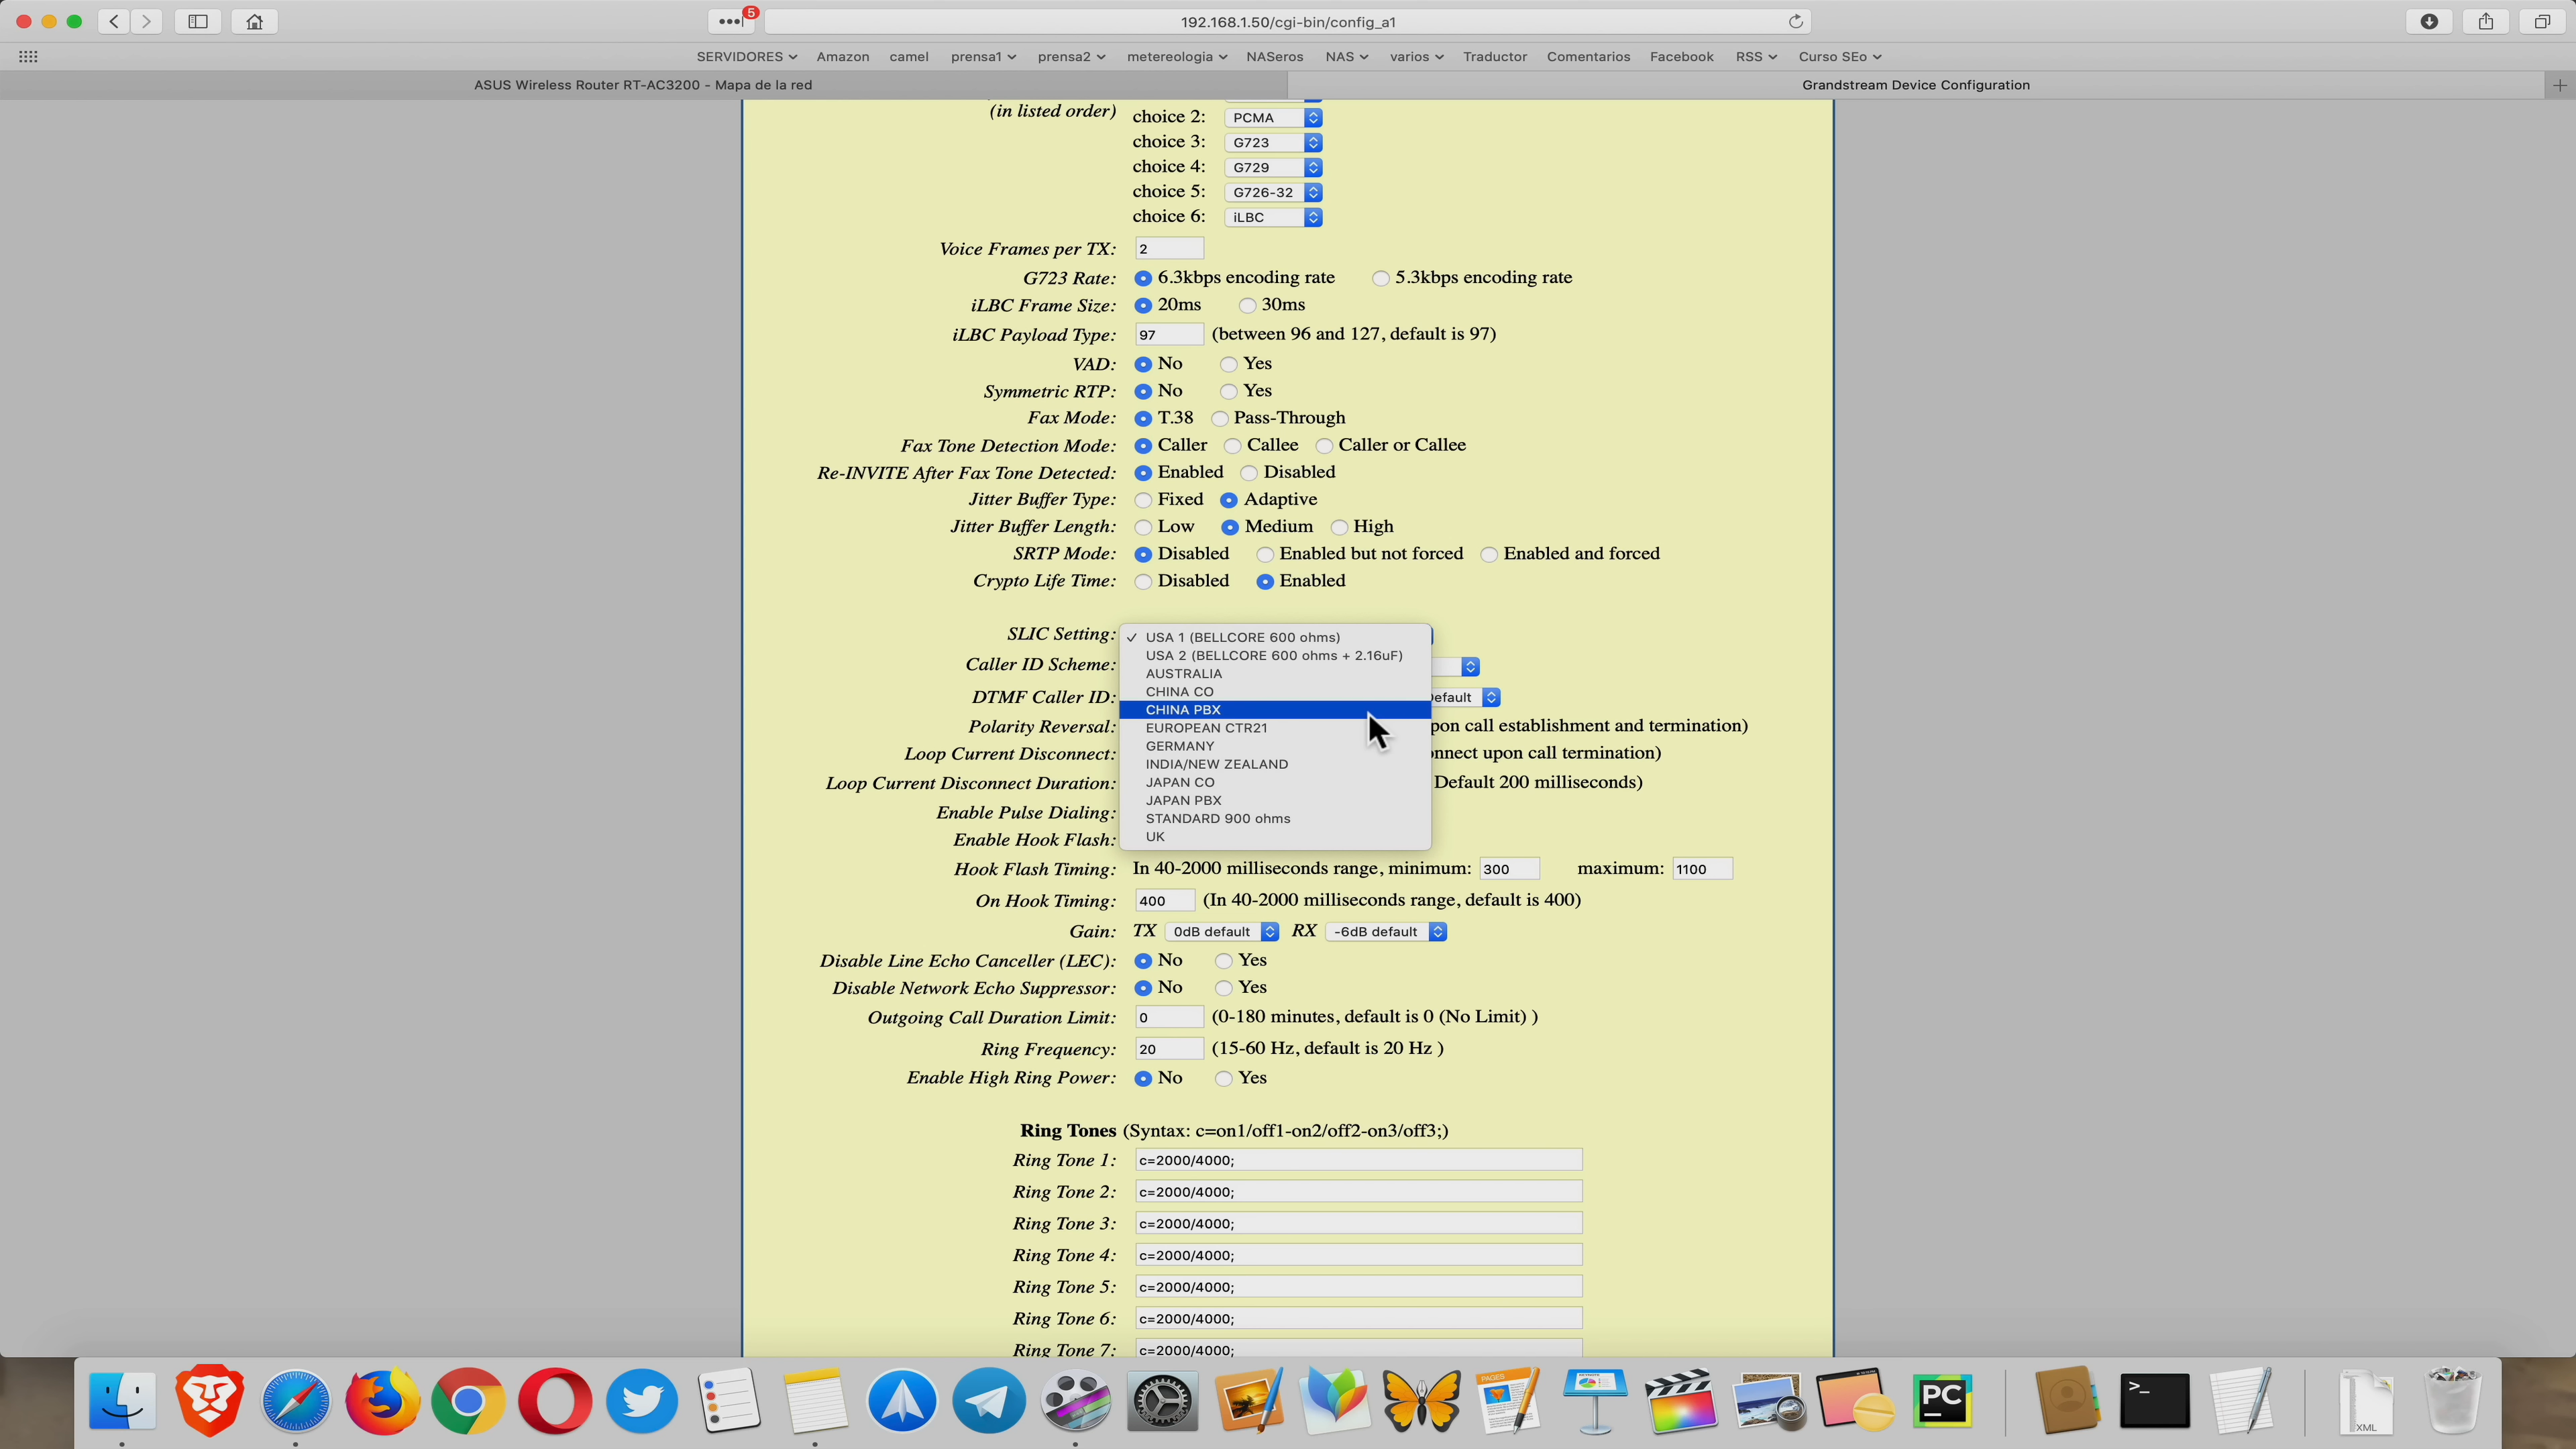 5
192.168.1.50/cgi-bin/config_a1
SERVIDORES Amazon camel prensa1 prensa2 metereologia NASeros NAS varios Traductor Comentarios Facebook RSS Curso SEo
ASUS Wireless Router RT-AC3200 - Mapa de la red
Grandstream Device Configuration
(in listed order) choice 2: PCMA
choice 3: G723
choice 4: G729
choice 5: G726-32
choice 6: iLBC
Voice Frames per TX: 2
G723 Rate: 6.3kbps encoding rate 5.3kbps encoding rate
iLBC Frame Size: 20ms 30ms
iLBC Payload Type: 97 (between 96 and 127, default is 97)
VAD: No Yes
Symmetric RTP: No Yes
Fax Mode: T.38 Pass-Through
Fax Tone Detection Mode: Caller Callee Caller or Callee
Re-INVITE After Fax Tone Detected: Enabled Disabled
Jitter Buffer Type: Fixed Adaptive
Jitter Buffer Length: Low Medium High
SRTP Mode: Disabled Enabled but not forced Enabled and forced
Crypto Life Time: Disabled Enabled
SLIC Setting: ✓ USA 1 (BELLCORE 600 ohms)
USA 2 (BELLCORE 600 ohms + 2.16uF)
Caller ID Scheme: AUSTRALIA
CHINA CO
DTMF Caller ID: efault
CHINA PBX
Polarity Reversal: EUROPEAN CTR21 pon call establishment and termination)
GERMANY
Loop Current Disconnect: nnect upon call termination)
INDIA/NEW ZEALAND
Loop Current Disconnect Duration: JAPAN CO Default 200 milliseconds)
JAPAN PBX
Enable Pulse Dialing: STANDARD 900 ohms
Enable Hook Flash: UK
Hook Flash Timing: In 40-2000 milliseconds range, minimum: 300 maximum: 1100
On Hook Timing: 400 (In 40-2000 milliseconds range, default is 400)
Gain: TX 0dB default RX -6dB default
Disable Line Echo Canceller (LEC): No Yes
Disable Network Echo Suppressor: No Yes
Outgoing Call Duration Limit: 0 (0-180 minutes, default is 0 (No Limit) )
Ring Frequency: 20 (15-60 Hz, default is 20 Hz )
Enable High Ring Power: No Yes
Ring Tones (Syntax: c=on1/off1-on2/off2-on3/off3;)
Ring Tone 1: c=2000/4000;
Ring Tone 2: c=2000/4000;
Ring Tone 3: c=2000/4000;
Ring Tone 4: c=2000/4000;
Ring Tone 5: c=2000/4000;
Ring Tone 6: c=2000/4000;
Ring Tone 7: c=2000/4000;
PAGES
PC
>_
XML